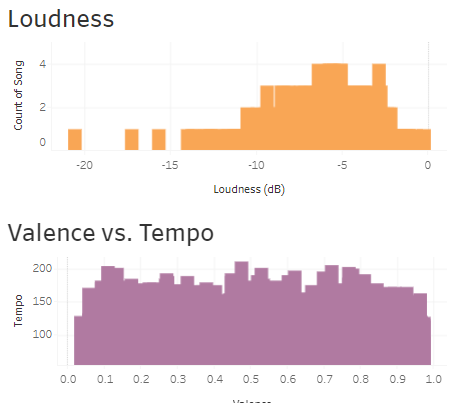 Loudness
Count of Song
4
2
0
-20 -15 -10 -5 0
Loudness (dB)
Valence vs. Tempo
Tempo
200
150
100
0.0 0.1 0.2 0.3 0.4 0.5 0.6 0.7 0.8 0.9 1.0
Valence